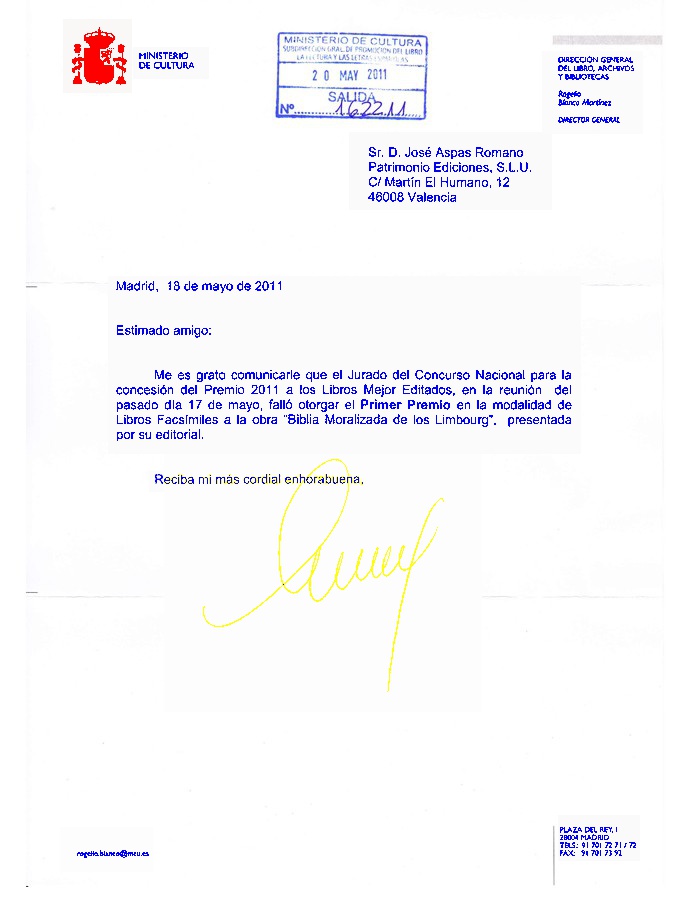 MINISTERIO
DE CULTURA
MINISTERIO DE CULTURA
SUBDIRECCION GRAL. DE PROMOCION DEL LIBRO
LA LECTURA Y LAS LETRAS ESPAÑOLAS
20 MAY 2011
SALIDA
Nº 1622.11
DIRECCIÓN GENERAL
DEL LIBRO, ARCHIVOS
Y BIBLIOTECAS
Rogelio
Blanco Martínez
DIRECTOR GENERAL
Sr. D. José Aspas Romano
Patrimonio Ediciones, S.L.U.
C/ Martín El Humano, 12
46008 Valencia
Madrid, 18 de mayo de 2011
Estimado amigo:
Me es grato comunicarle que el Jurado del Concurso Nacional para la
concesión del Premio 2011 a los Libros Mejor Editados, en la reunión del
pasado día 17 de mayo, falló otorgar el Primer Premio en la modalidad de
Libros Facsímiles a la obra "Biblia Moralizada de los Limbourg", presentada
por su editorial.
Reciba mi más cordial enhorabuena,
rogelio.blanco@mcu.es
PLAZA DEL REY, 1
28004 MADRID
TELS: 91 701 72 71 / 72
FAX: 91 701 73 92